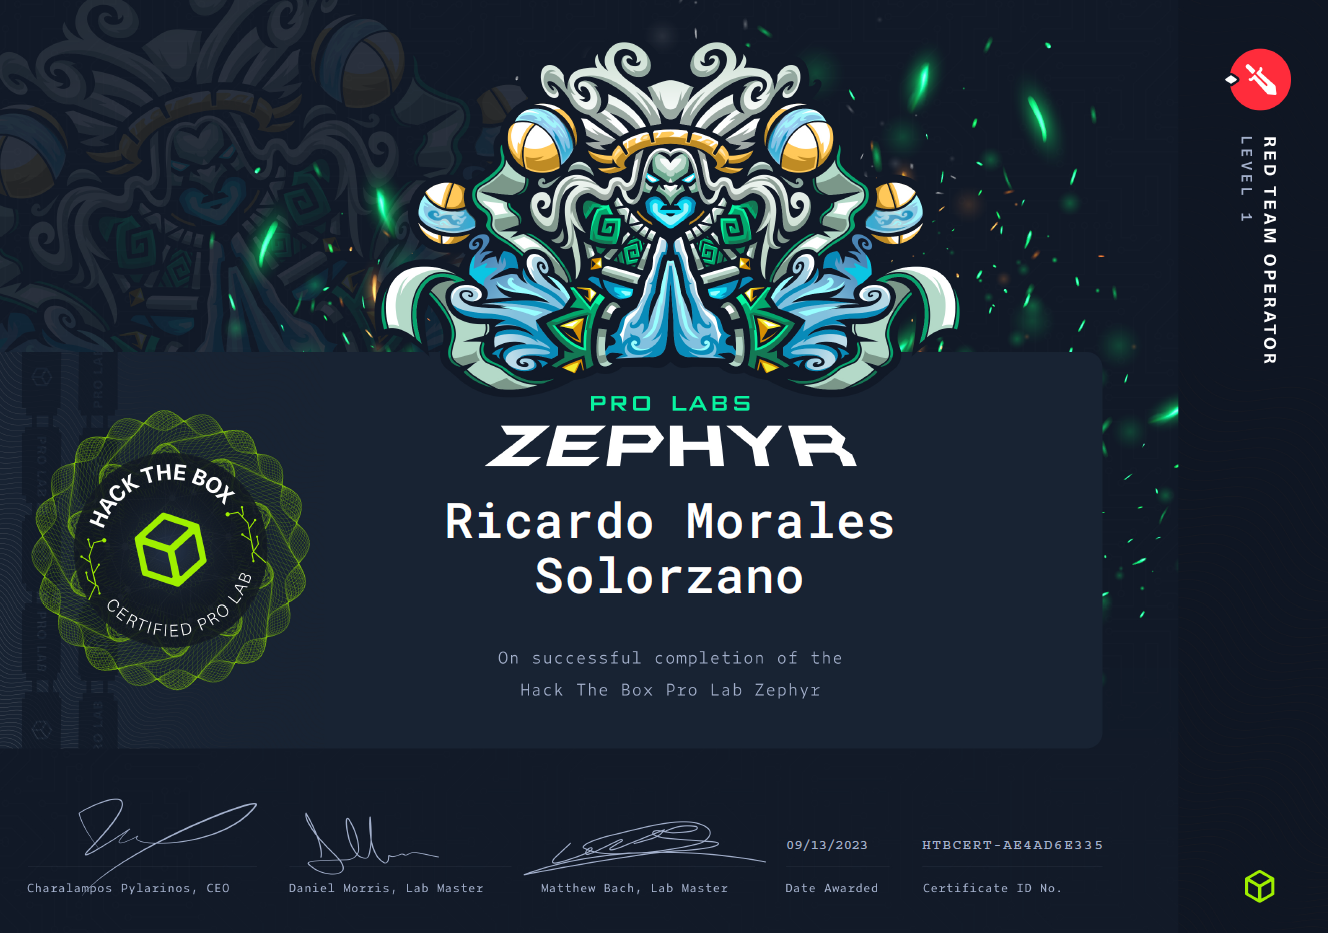 RED TEAM OPERATOR
LEVEL 1
PRO LABS
ZEPHYR
HACK THE BOX
CERTIFIED PRO LAB
Ricardo Morales
Solorzano
On successful completion of the
Hack The Box Pro Lab Zephyr
09/13/2023
HTBCERT-AE4AD6E335
Charalampos Pylarinos, CEO
Daniel Morris, Lab Master
Matthew Bach, Lab Master
Date Awarded
Certificate ID No.